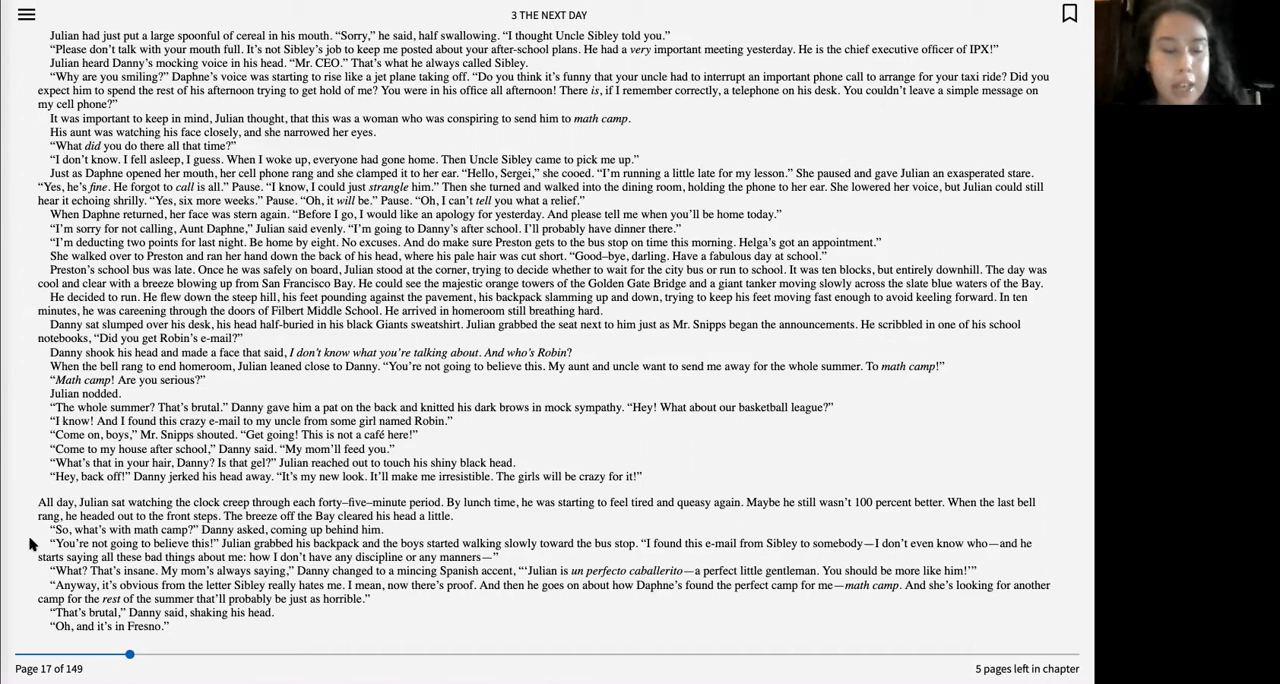 3 THE NEXT DAY
Julian had just put a large spoonful of cereal in his mouth. “Sorry,” he said, half swallowing. “I thought Uncle Sibley told you.”
“Please don’t talk with your mouth full. It’s not Sibley’s job to keep me posted about your after-school plans. He had a very important meeting yesterday. He is the chief executive officer of IPX!”
Julian heard Danny’s mocking voice in his head. “Mr. CEO.” That’s what he always called Sibley.
“Why are you smiling?” Daphne’s voice was starting to rise like a jet plane taking off. “Do you think it’s funny that your uncle had to interrupt an important phone call to arrange for your taxi ride? Did you
expect him to spend the rest of his afternoon trying to get hold of me? You were in his office all afternoon! There is, if I remember correctly, a telephone on his desk. You couldn’t leave a simple message on
my cell phone?”
It was important to keep in mind, Julian thought, that this was a woman who was conspiring to send him to math camp.
His aunt was watching his face closely, and she narrowed her eyes.
“What did you do there all that time?”
“I don’t know. I fell asleep, I guess. When I woke up, everyone had gone home. Then Uncle Sibley came to pick me up.”
Just as Daphne opened her mouth, her cell phone rang and she clamped it to her ear. “Hello, Sergei,” she cooed. “I’m running a little late for my lesson.” She paused and gave Julian an exasperated stare.
“Yes, he’s fine. He forgot to call is all.” Pause. “I know, I could just strangle him.” Then she turned and walked into the dining room, holding the phone to her ear. She lowered her voice, but Julian could still
hear it echoing shrilly. “Yes, six more weeks.” Pause. “Oh, it will be.” Pause. “Oh, I can’t tell you what a relief.”
When Daphne returned, her face was stern again. “Before I go, I would like an apology for yesterday. And please tell me when you’ll be home today.”
“I’m sorry for not calling, Aunt Daphne,” Julian said evenly. “I’m going to Danny’s after school. I’ll probably have dinner there.”
“I’m deducting two points for last night. Be home by eight. No excuses. And do make sure Preston gets to the bus stop on time this morning. Helga’s got an appointment.”
She walked over to Preston and ran her hand down the back of his head, where his pale hair was cut short. “Good–bye, darling. Have a fabulous day at school.”
Preston’s school bus was late. Once he was safely on board, Julian stood at the corner, trying to decide whether to wait for the city bus or run to school. It was ten blocks, but entirely downhill. The day was
cool and clear with a breeze blowing up from San Francisco Bay. He could see the majestic orange towers of the Golden Gate Bridge and a giant tanker moving slowly across the slate blue waters of the Bay.
He decided to run. He flew down the steep hill, his feet pounding against the pavement, his backpack slamming up and down, trying to keep his feet moving fast enough to avoid keeling forward. In ten
minutes, he was careening through the doors of Filbert Middle School. He arrived in homeroom still breathing hard.
Danny sat slumped over his desk, his head half-buried in his black Giants sweatshirt. Julian grabbed the seat next to him just as Mr. Snipps began the announcements. He scribbled in one of his school
notebooks, “Did you get Robin’s e-mail?”
Danny shook his head and made a face that said, I don’t know what you’re talking about. And who’s Robin?
When the bell rang to end homeroom, Julian leaned close to Danny. “You’re not going to believe this. My aunt and uncle want to send me away for the whole summer. To math camp!”
“Math camp! Are you serious?”
Julian nodded.
“The whole summer? That’s brutal.” Danny gave him a pat on the back and knitted his dark brows in mock sympathy. “Hey! What about our basketball league?”
“I know! And I found this crazy e-mail to my uncle from some girl named Robin.”
“Come on, boys,” Mr. Snipps shouted. “Get going! This is not a café here!”
“Come to my house after school,” Danny said. “My mom’ll feed you.”
“What’s that in your hair, Danny? Is that gel?” Julian reached out to touch his shiny black head.
“Hey, back off!” Danny jerked his head away. “It’s my new look. It’ll make me irresistible. The girls will be crazy for it!”
All day, Julian sat watching the clock creep through each forty–five–minute period. By lunch time, he was starting to feel tired and queasy again. Maybe he still wasn’t 100 percent better. When the last bell
rang, he headed out to the front steps. The breeze off the Bay cleared his head a little.
“So, what’s with math camp?” Danny asked, coming up behind him.
“You’re not going to believe this!” Julian grabbed his backpack and the boys started walking slowly toward the bus stop. “I found this e-mail from Sibley to somebody—I don’t even know who—and he
starts saying all these bad things about me: how I don’t have any discipline or any manners—”
“What? That’s insane. My mom’s always saying,” Danny changed to a mincing Spanish accent, “‘Julian is un perfecto caballerito—a perfect little gentleman. You should be more like him!’”
“Anyway, it’s obvious from the letter Sibley really hates me. I mean, now there’s proof. And then he goes on about how Daphne’s found the perfect camp for me—math camp. And she’s looking for another
camp for the rest of the summer that’ll probably be just as horrible.”
“That’s brutal,” Danny said, shaking his head.
“Oh, and it’s in Fresno.”
Page 17 of 149
5 pages left in chapter